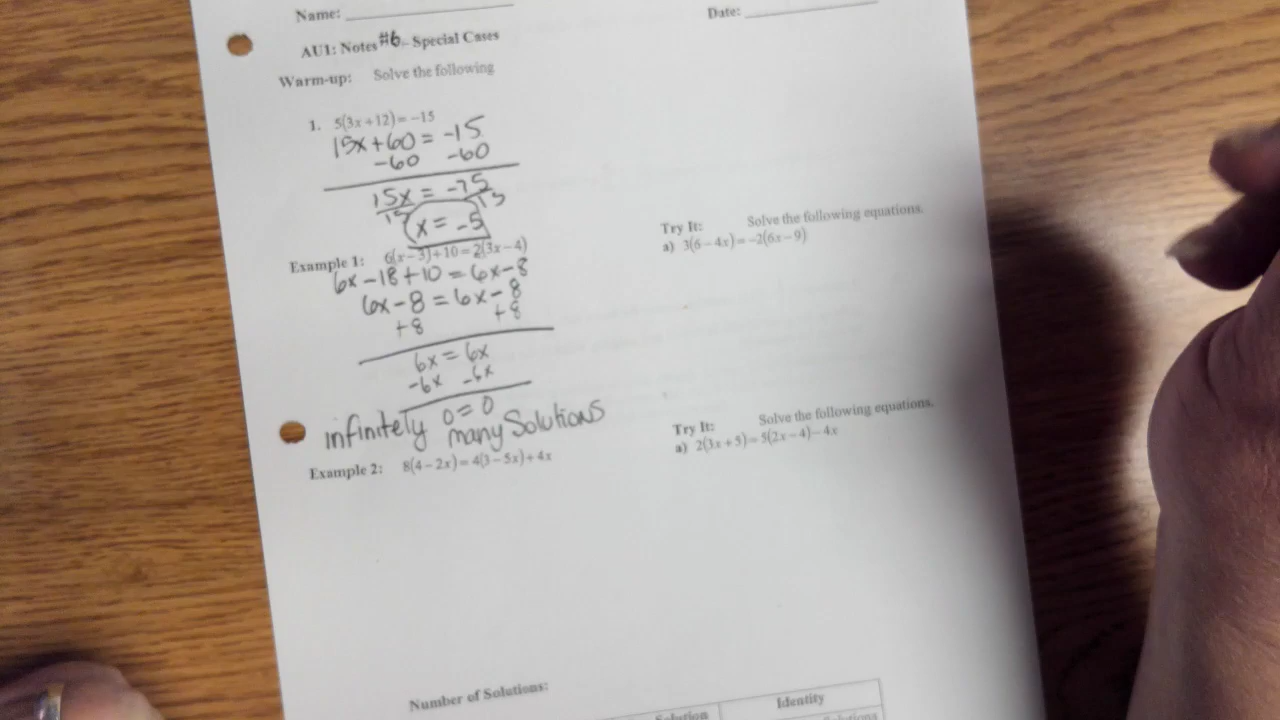 Name: ____________ Date: ____________
AU1: Notes #6 – Special Cases
Warm-up: Solve the following
1. 5(3x+12) = -15
15x+60 = -15
-60 -60
15x = -75
15 15
x = -5
Example 1: 6(x-3)+10 = 2(3x-4)
6x-18+10 = 6x-8
6x-8 = 6x-8
+8 +8
6x = 6x
-6x -6x
0 = 0
infinitely many Solutions
Try It: Solve the following equations.
a) 3(6-4x) = -2(6x-9)
Example 2: 8(4-2x) = 4(3-5x)+4x
Try It: Solve the following equations.
a) 2(3x+5) = 5(2x-4)-4x
Number of Solutions:
Solution Identity
Solutions